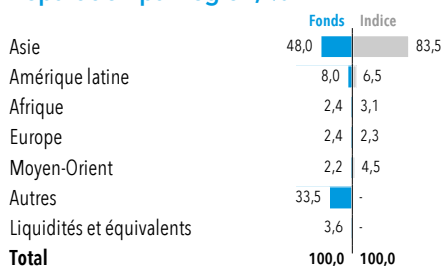 Fonds Indice
Asie 48,0 83,5
Amérique latine 8,0 6,5
Afrique 2,4 3,1
Europe 2,4 2,3
Moyen-Orient 2,2 4,5
Autres 33,5 -
Liquidités et équivalents 3,6 -
Total 100,0 100,0